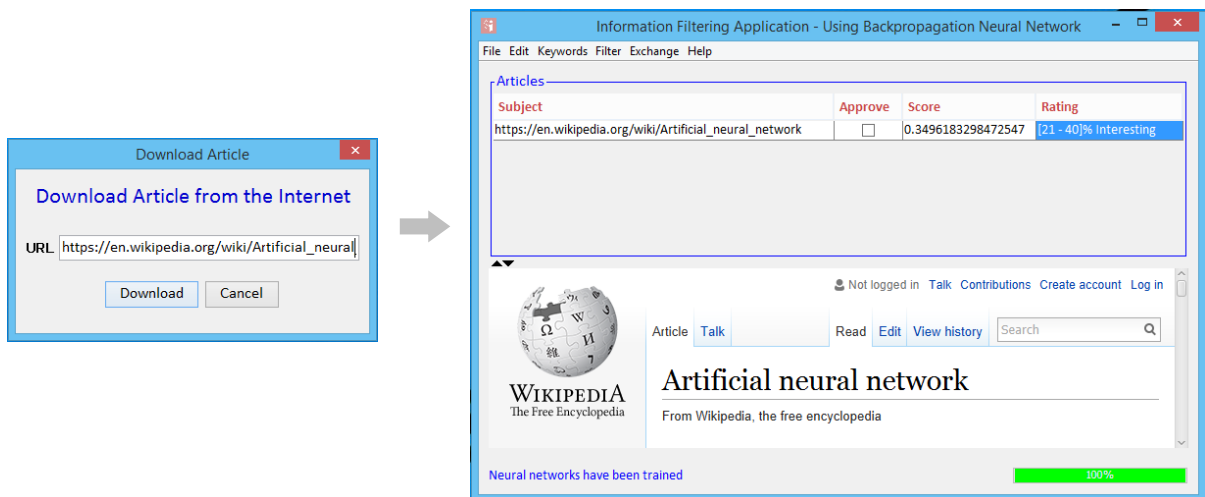 Download Article
Download Article from the Internet
URL https://en.wikipedia.org/wiki/Artificial_neural
Download Cancel
Information Filtering Application - Using Backpropagation Neural Network
File Edit Keywords Filter Exchange Help
Articles
Subject Approve Score Rating
https://en.wikipedia.org/wiki/Artificial_neural_network 0.3496183298472547 [21 - 40]% Interesting
Not logged in Talk Contributions Create account Log in
Article Talk Read Edit View history Search
Ω W И 維 7
WIKIPEDIA
The Free Encyclopedia
Artificial neural network
From Wikipedia, the free encyclopedia
Neural networks have been trained 100%